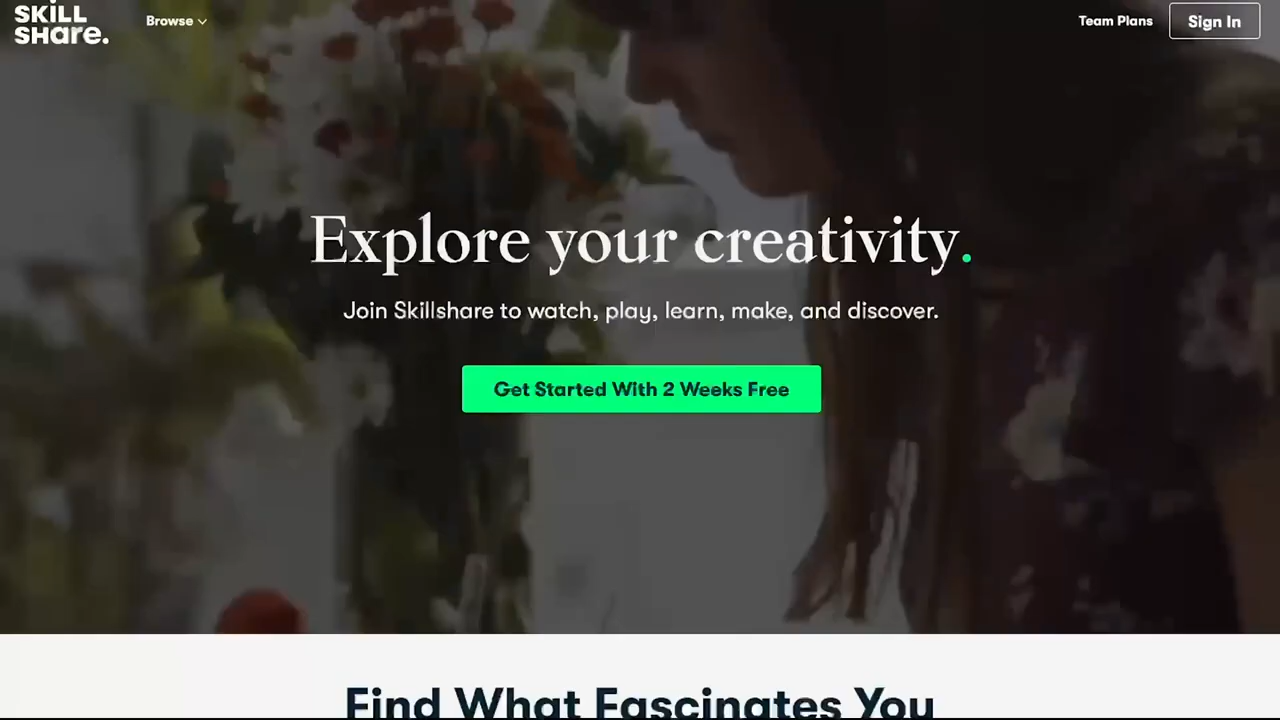 SKiLL
SHare.
Browse
Team Plans
Sign In
Explore your creativity.
Join Skillshare to watch, play, learn, make, and discover.
Get Started With 2 Weeks Free
Find What Fascinates You